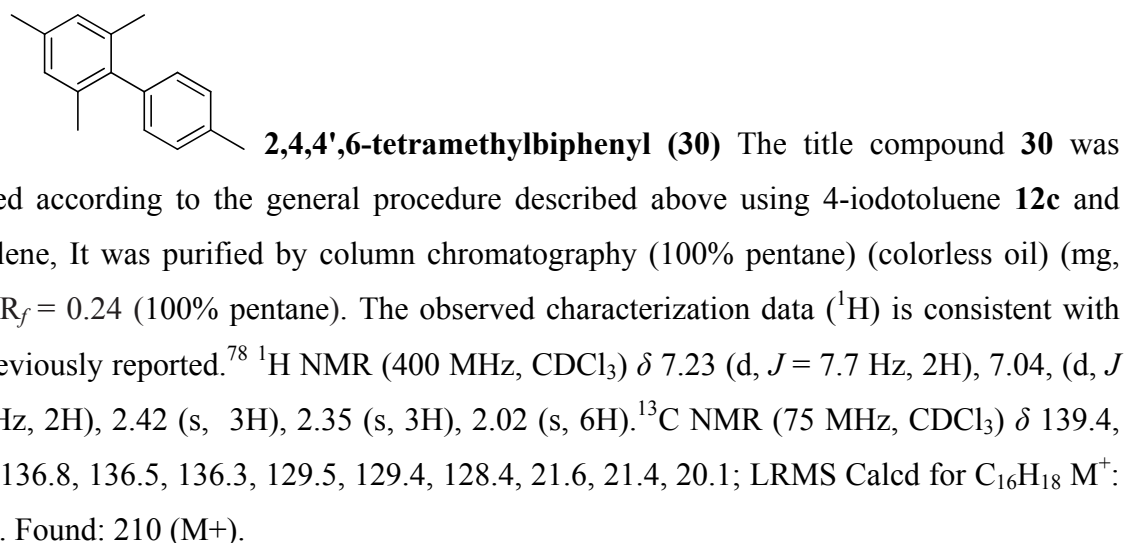 2,4,4',6-tetramethylbiphenyl (30) The title compound 30 was
ed according to the general procedure described above using 4-iodotoluene 12c and
lene, It was purified by column chromatography (100% pentane) (colorless oil) (mg,
R_f = 0.24 (100% pentane). The observed characterization data (¹H) is consistent with
eviously reported.⁷⁸ ¹H NMR (400 MHz, CDCl₃) δ 7.23 (d, J = 7.7 Hz, 2H), 7.04, (d, J
Hz, 2H), 2.42 (s, 3H), 2.35 (s, 3H), 2.02 (s, 6H).¹³C NMR (75 MHz, CDCl₃) δ 139.4,
136.8, 136.5, 136.3, 129.5, 129.4, 128.4, 21.6, 21.4, 20.1; LRMS Calcd for C₁₆H₁₈ M⁺:
. Found: 210 (M+).